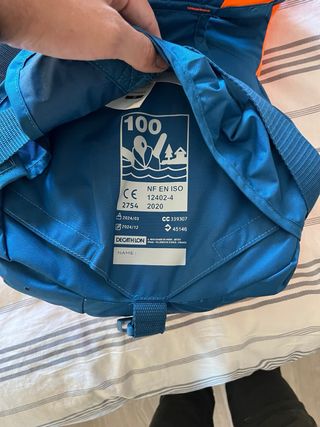 100
NF EN ISO
12402-4
2020
CE
2754
2024/03
CC 339307
2024/12
45146
DECATHLON
NAME: